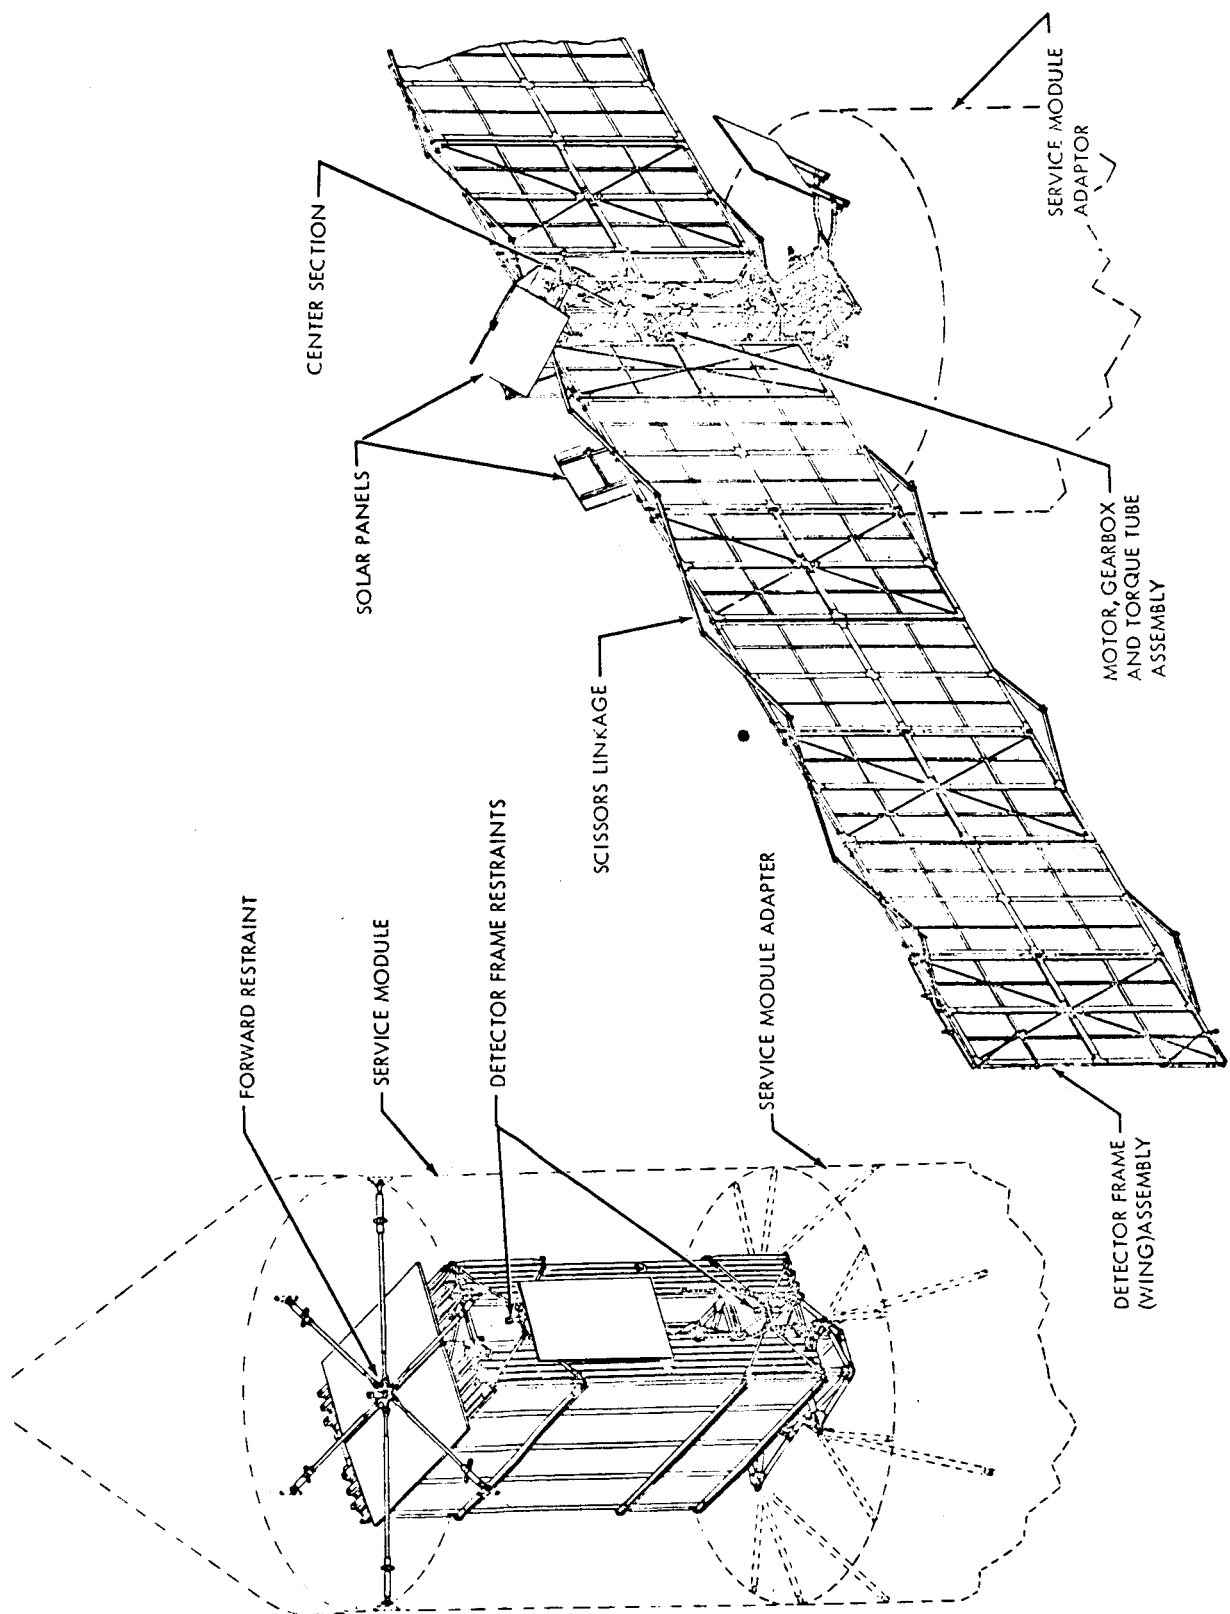 FORWARD RESTRAINT
SERVICE MODULE
DETECTOR FRAME RESTRAINTS
SERVICE MODULE ADAPTER
DETECTOR FRAME
(WING)ASSEMBLY
CENTER SECTION
SOLAR PANELS
SCISSORS LINKAGE
MOTOR, GEARBOX
AND TORQUE TUBE
ASSEMBLY
SERVICE MODULE
ADAPTOR